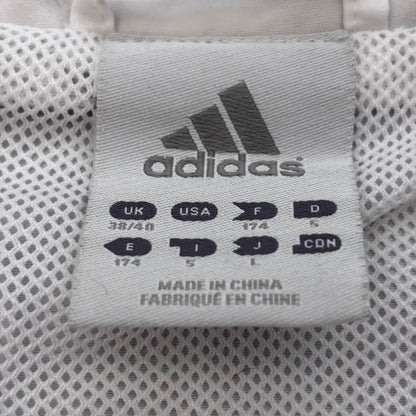 adidas
UK USA F D
38/40 174 5
E I J CDN
174 5 L
MADE IN CHINA
FABRIQUÉ EN CHINE